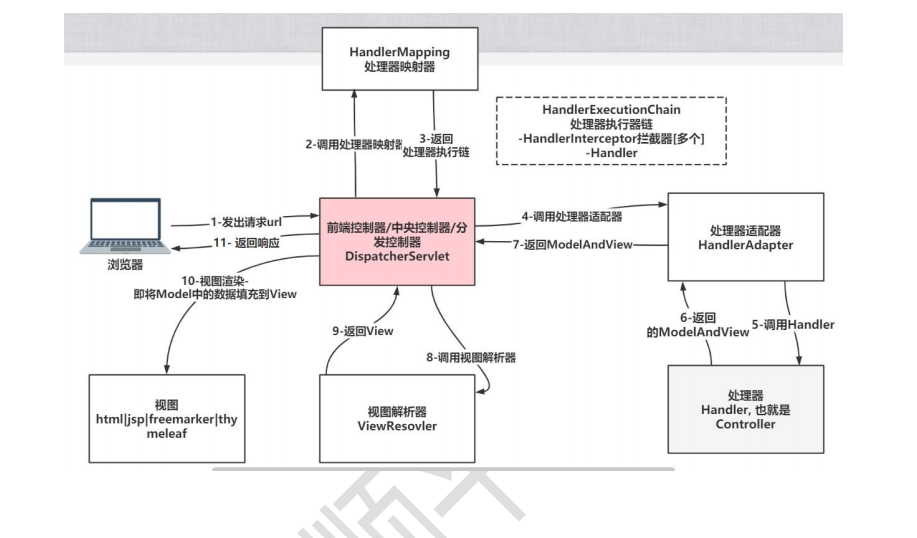 HandlerMapping
处理器映射器
HandlerExecutionChain
处理器执行器链
-HandlerInterceptor拦截器[多个]
-Handler
2-调用处理器映射器
3-返回
处理器执行链
1-发出请求url
11- 返回响应
浏览器
前端控制器/中央控制器/分
发控制器
DispatcherServlet
4-调用处理器适配器
7-返回ModelAndView
处理器适配器
HandlerAdapter
10-视图渲染-
即将Model中的数据填充到View
9-返回View
8-调用视图解析器
6-返回
的ModelAndView
5-调用Handler
视图
html|jsp|freemarker|thy
meleaf
视图解析器
ViewResovler
处理器
Handler, 也就是
Controller